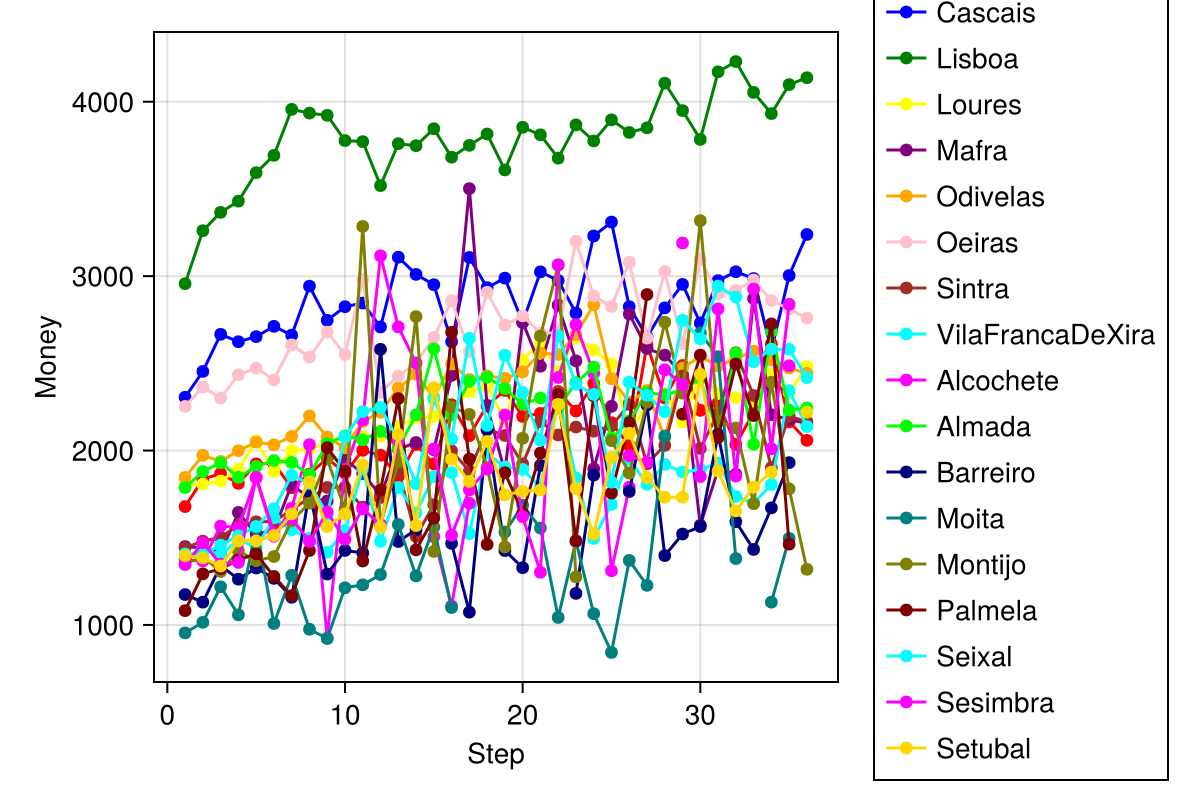 Money
4000
3000
2000
1000
0
10
20
30
Step
Cascais
Lisboa
Loures
Mafra
Odivelas
Oeiras
Sintra
VilaFrancaDeXira
Alcochete
Almada
Barreiro
Moita
Montijo
Palmela
Seixal
Sesimbra
Setubal